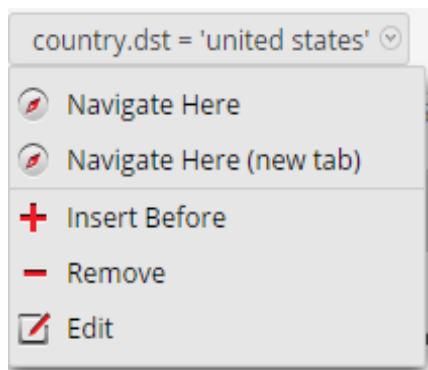 country.dst = 'united states'
Navigate Here
Navigate Here (new tab)
Insert Before
Remove
Edit